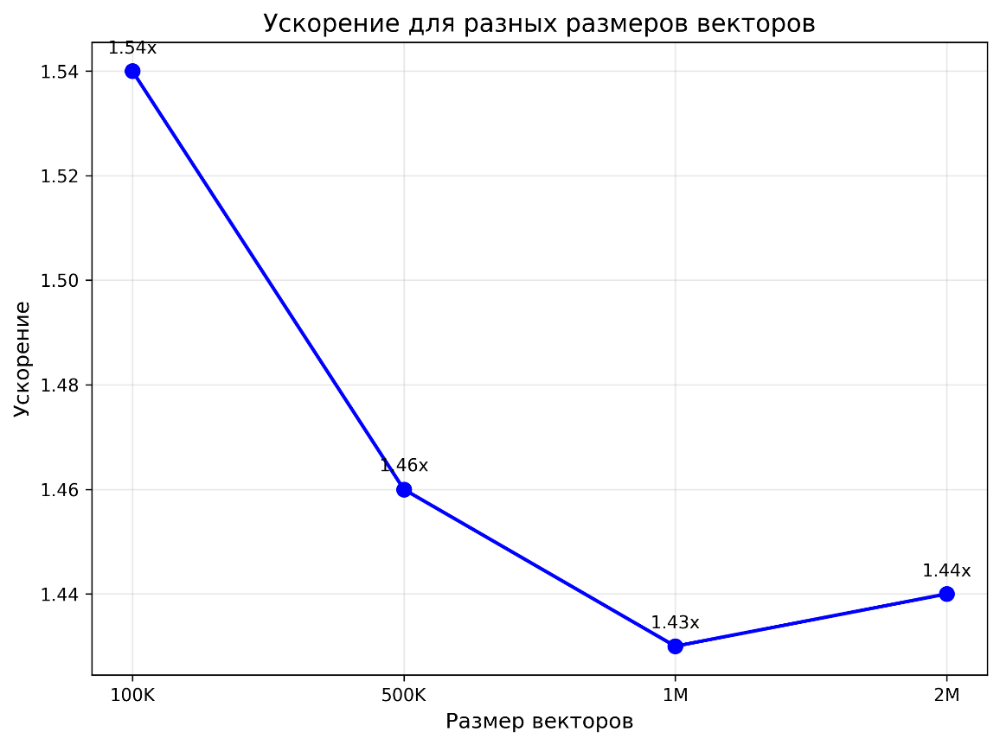 Ускорение для разных размеров векторов
1.54x
1.54
1.52
1.50
1.48
1.46x
1.46
1.44x
1.44
1.43x
Ускорение
100K
500K
1M
2M
Размер векторов